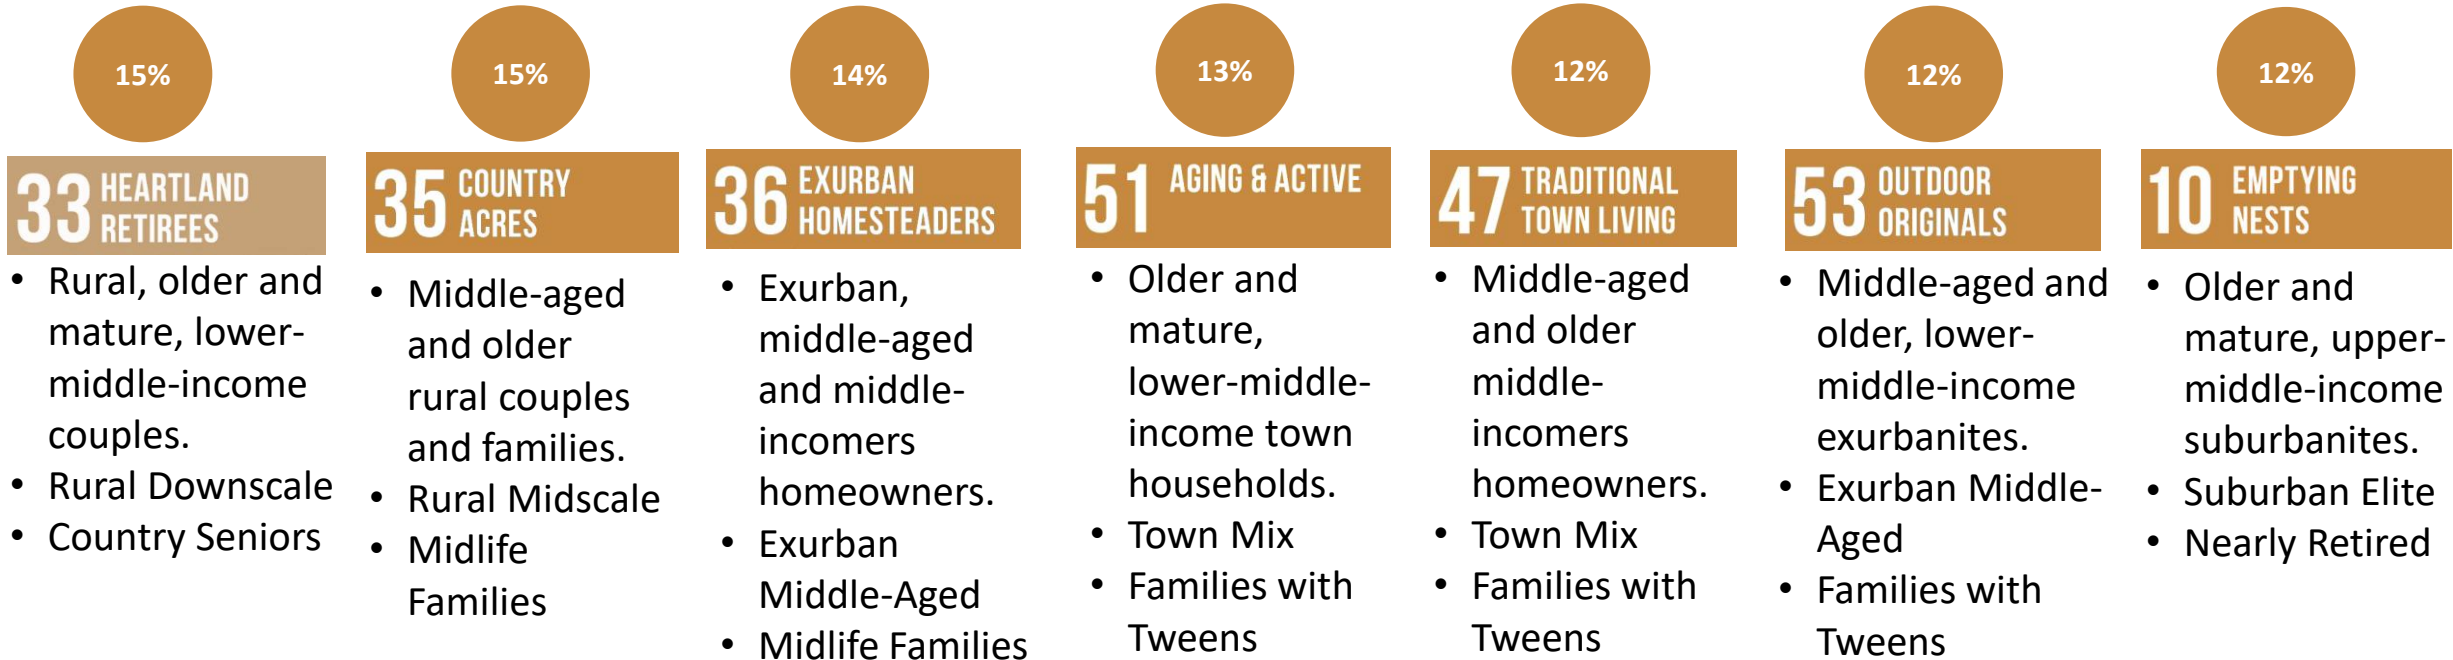 15%
33 HEARTLAND
RETIREES
• Rural, older and
mature, lower-
middle-income
couples.
• Rural Downscale
• Country Seniors
15%
35 COUNTRY
ACRES
• Middle-aged
and older
rural couples
and families.
• Rural Midscale
• Midlife
Families
14%
36 EXURBAN
HOMESTEADERS
• Exurban,
middle-aged
and middle-
incomers
homeowners.
• Exurban
Middle-Aged
• Midlife Families
13%
51 AGING & ACTIVE
• Older and
mature,
lower-middle-
income town
households.
• Town Mix
• Families with
Tweens
12%
47 TRADITIONAL
TOWN LIVING
• Middle-aged
and older
middle-
incomers
homeowners.
• Town Mix
• Families with
Tweens
12%
53 OUTDOOR
ORIGINALS
• Middle-aged and
older, lower-
middle-income
exurbanites.
• Exurban Middle-
Aged
• Families with
Tweens
12%
10 EMPTYING
NESTS
• Older and
mature, upper-
middle-income
suburbanites.
• Suburban Elite
• Nearly Retired